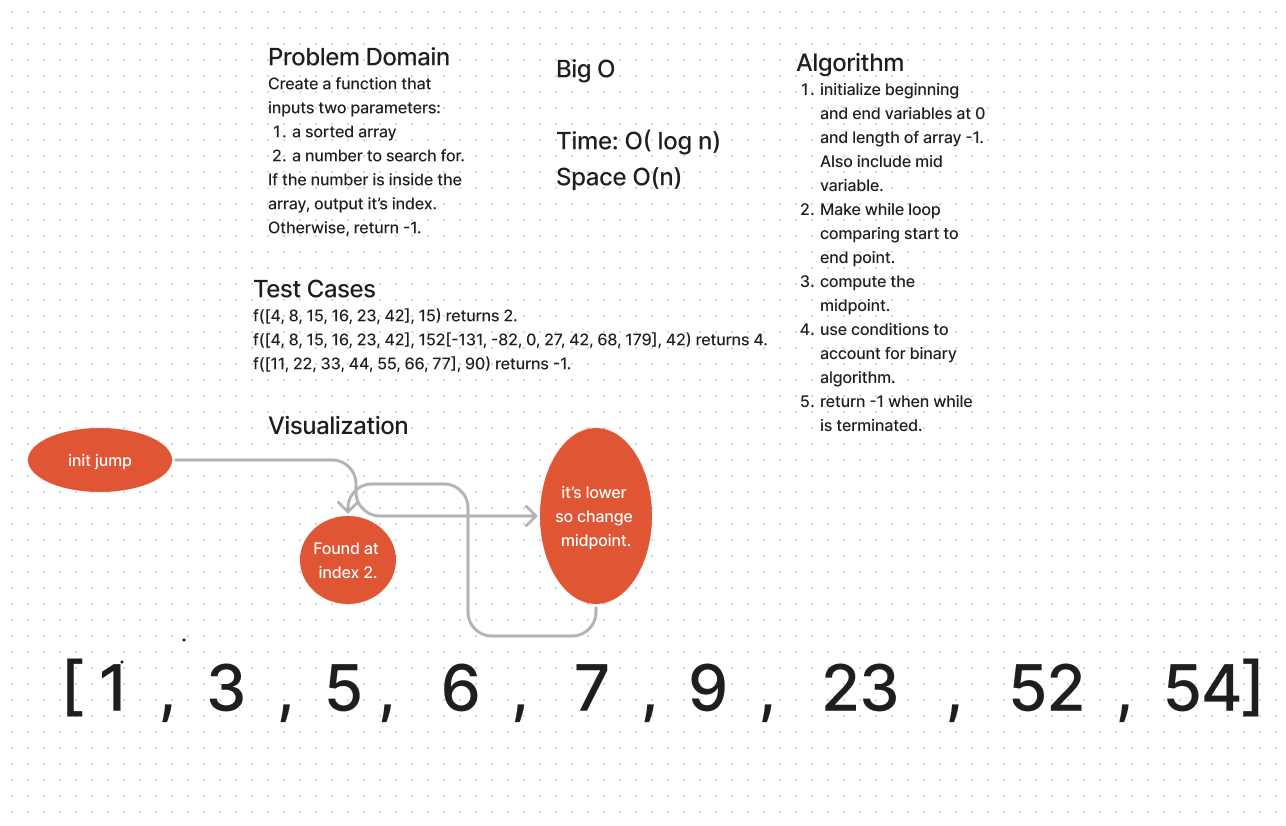 Problem Domain
Create a function that
inputs two parameters:
1. a sorted array
2. a number to search for.
If the number is inside the
array, output it’s index.
Otherwise, return -1.
Big O
Time: O( log n)
Space O(n)
Algorithm
1. initialize beginning
and end variables at 0
and length of array -1.
Also include mid
variable.
2. Make while loop
comparing start to
end point.
3. compute the
midpoint.
4. use conditions to
account for binary
algorithm.
5. return -1 when while
is terminated.
Test Cases
f([4, 8, 15, 16, 23, 42], 15) returns 2.
f([4, 8, 15, 16, 23, 42], 152[-131, -82, 0, 27, 42, 68, 179], 42) returns 4.
f([11, 22, 33, 44, 55, 66, 77], 90) returns -1.
Visualization
init jump
it’s lower
so change
midpoint.
Found at
index 2.
[ 1 , 3 , 5 , 6 , 7 , 9 , 23 , 52 , 54]